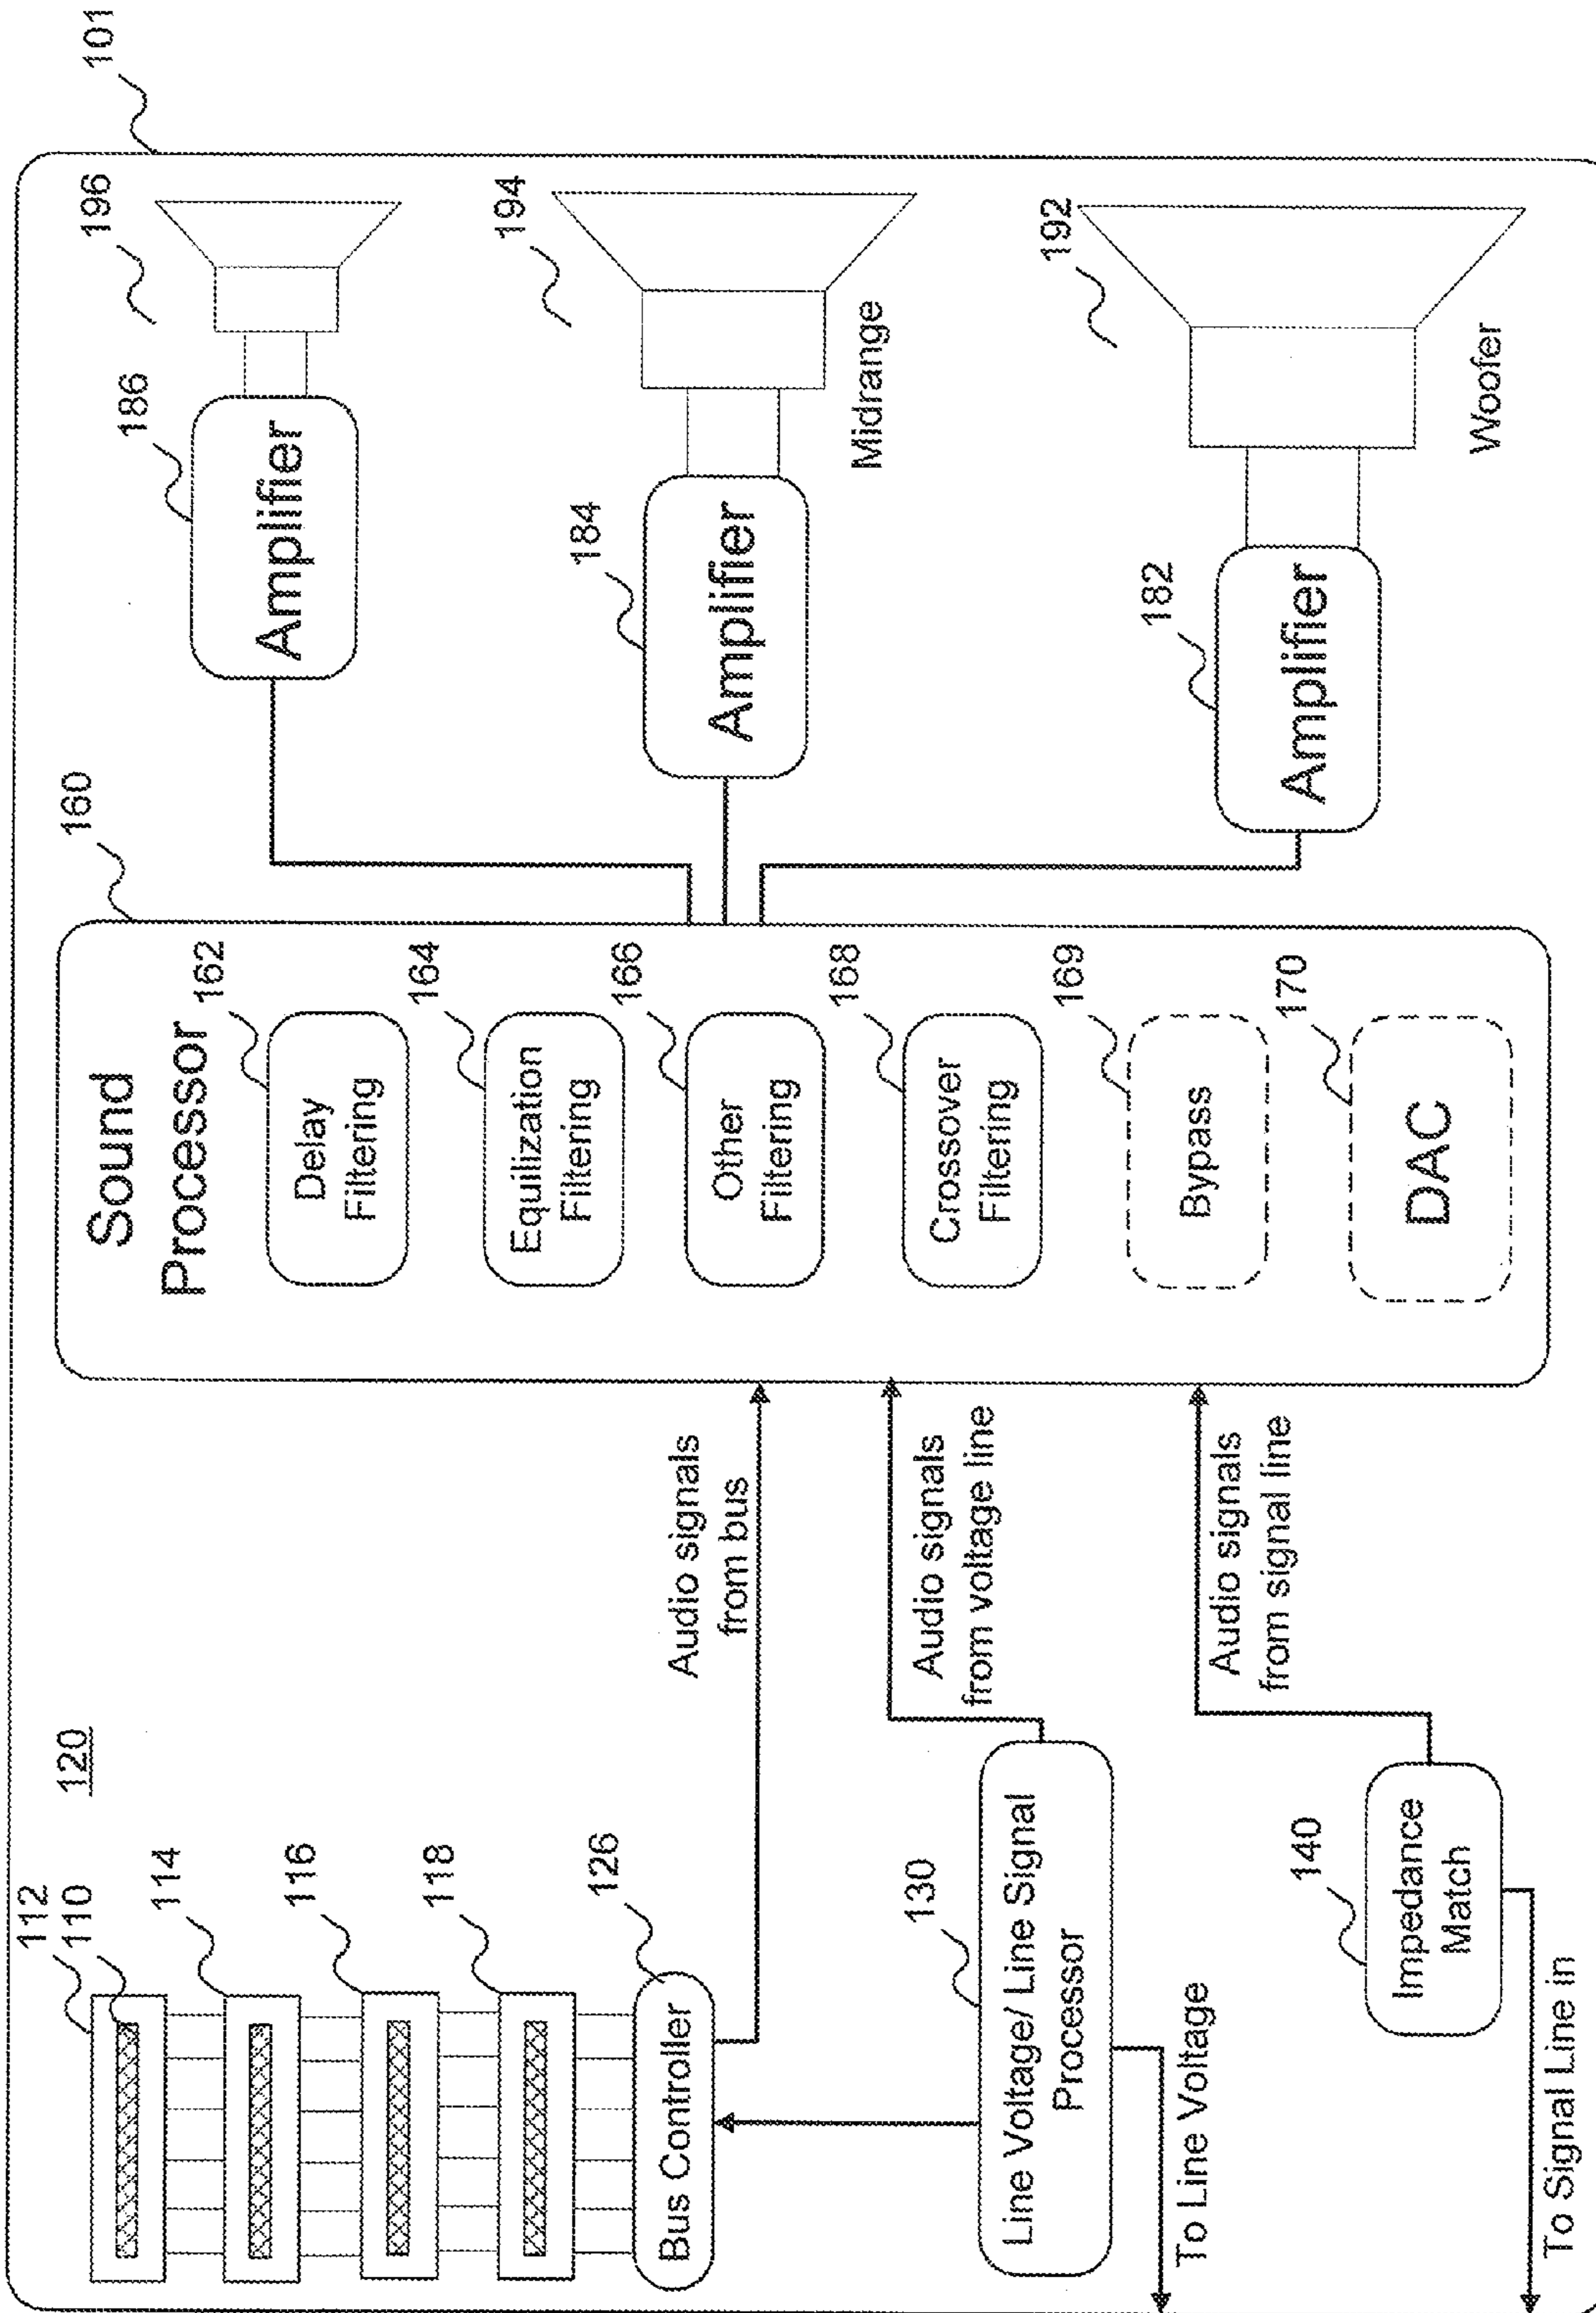 101
120
112
110
114
116
118
126
Bus Controller
Audio signals
from bus
130
Line Voltage/ Line Signal
Processor
To Line Voltage
Audio signals
from voltage line
140
Impedance
Match
To Signal Line in
Audio signals
from signal line
160
Sound
Processor
162
Delay
Filtering
164
Equilization
Filtering
166
Other
Filtering
168
Crossover
Filtering
169
Bypass
170
DAC
186
Amplifier
196
184
Amplifier
194
Midrange
182
Amplifier
192
Woofer